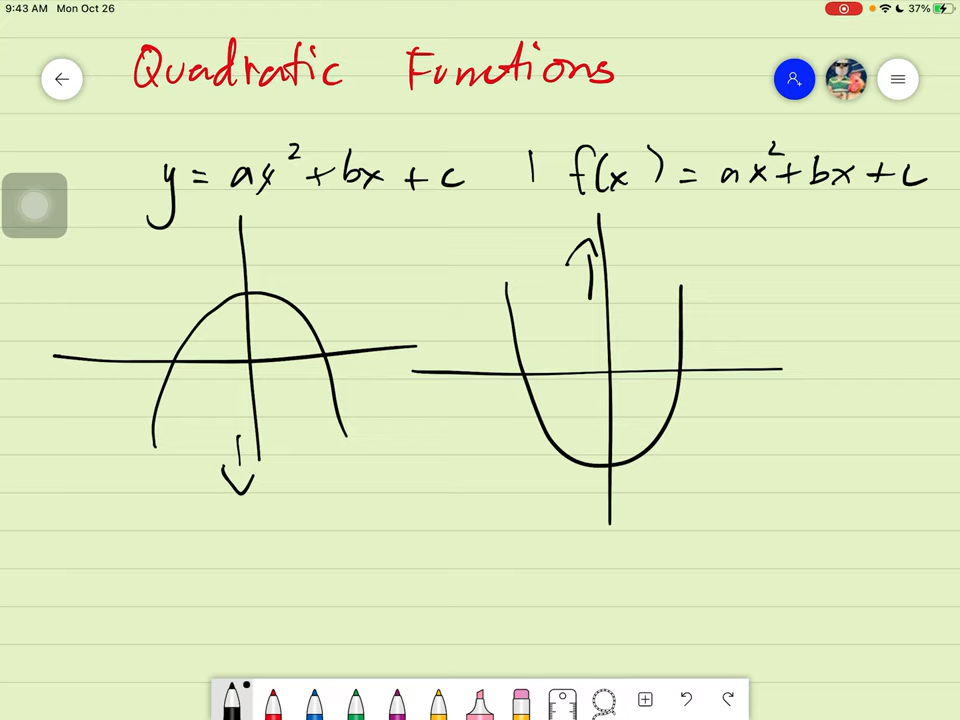 9:43 AM Mon Oct 26 37%
Quadratic Functions
y = ax² + bx + c | f(x) = ax² + bx + c